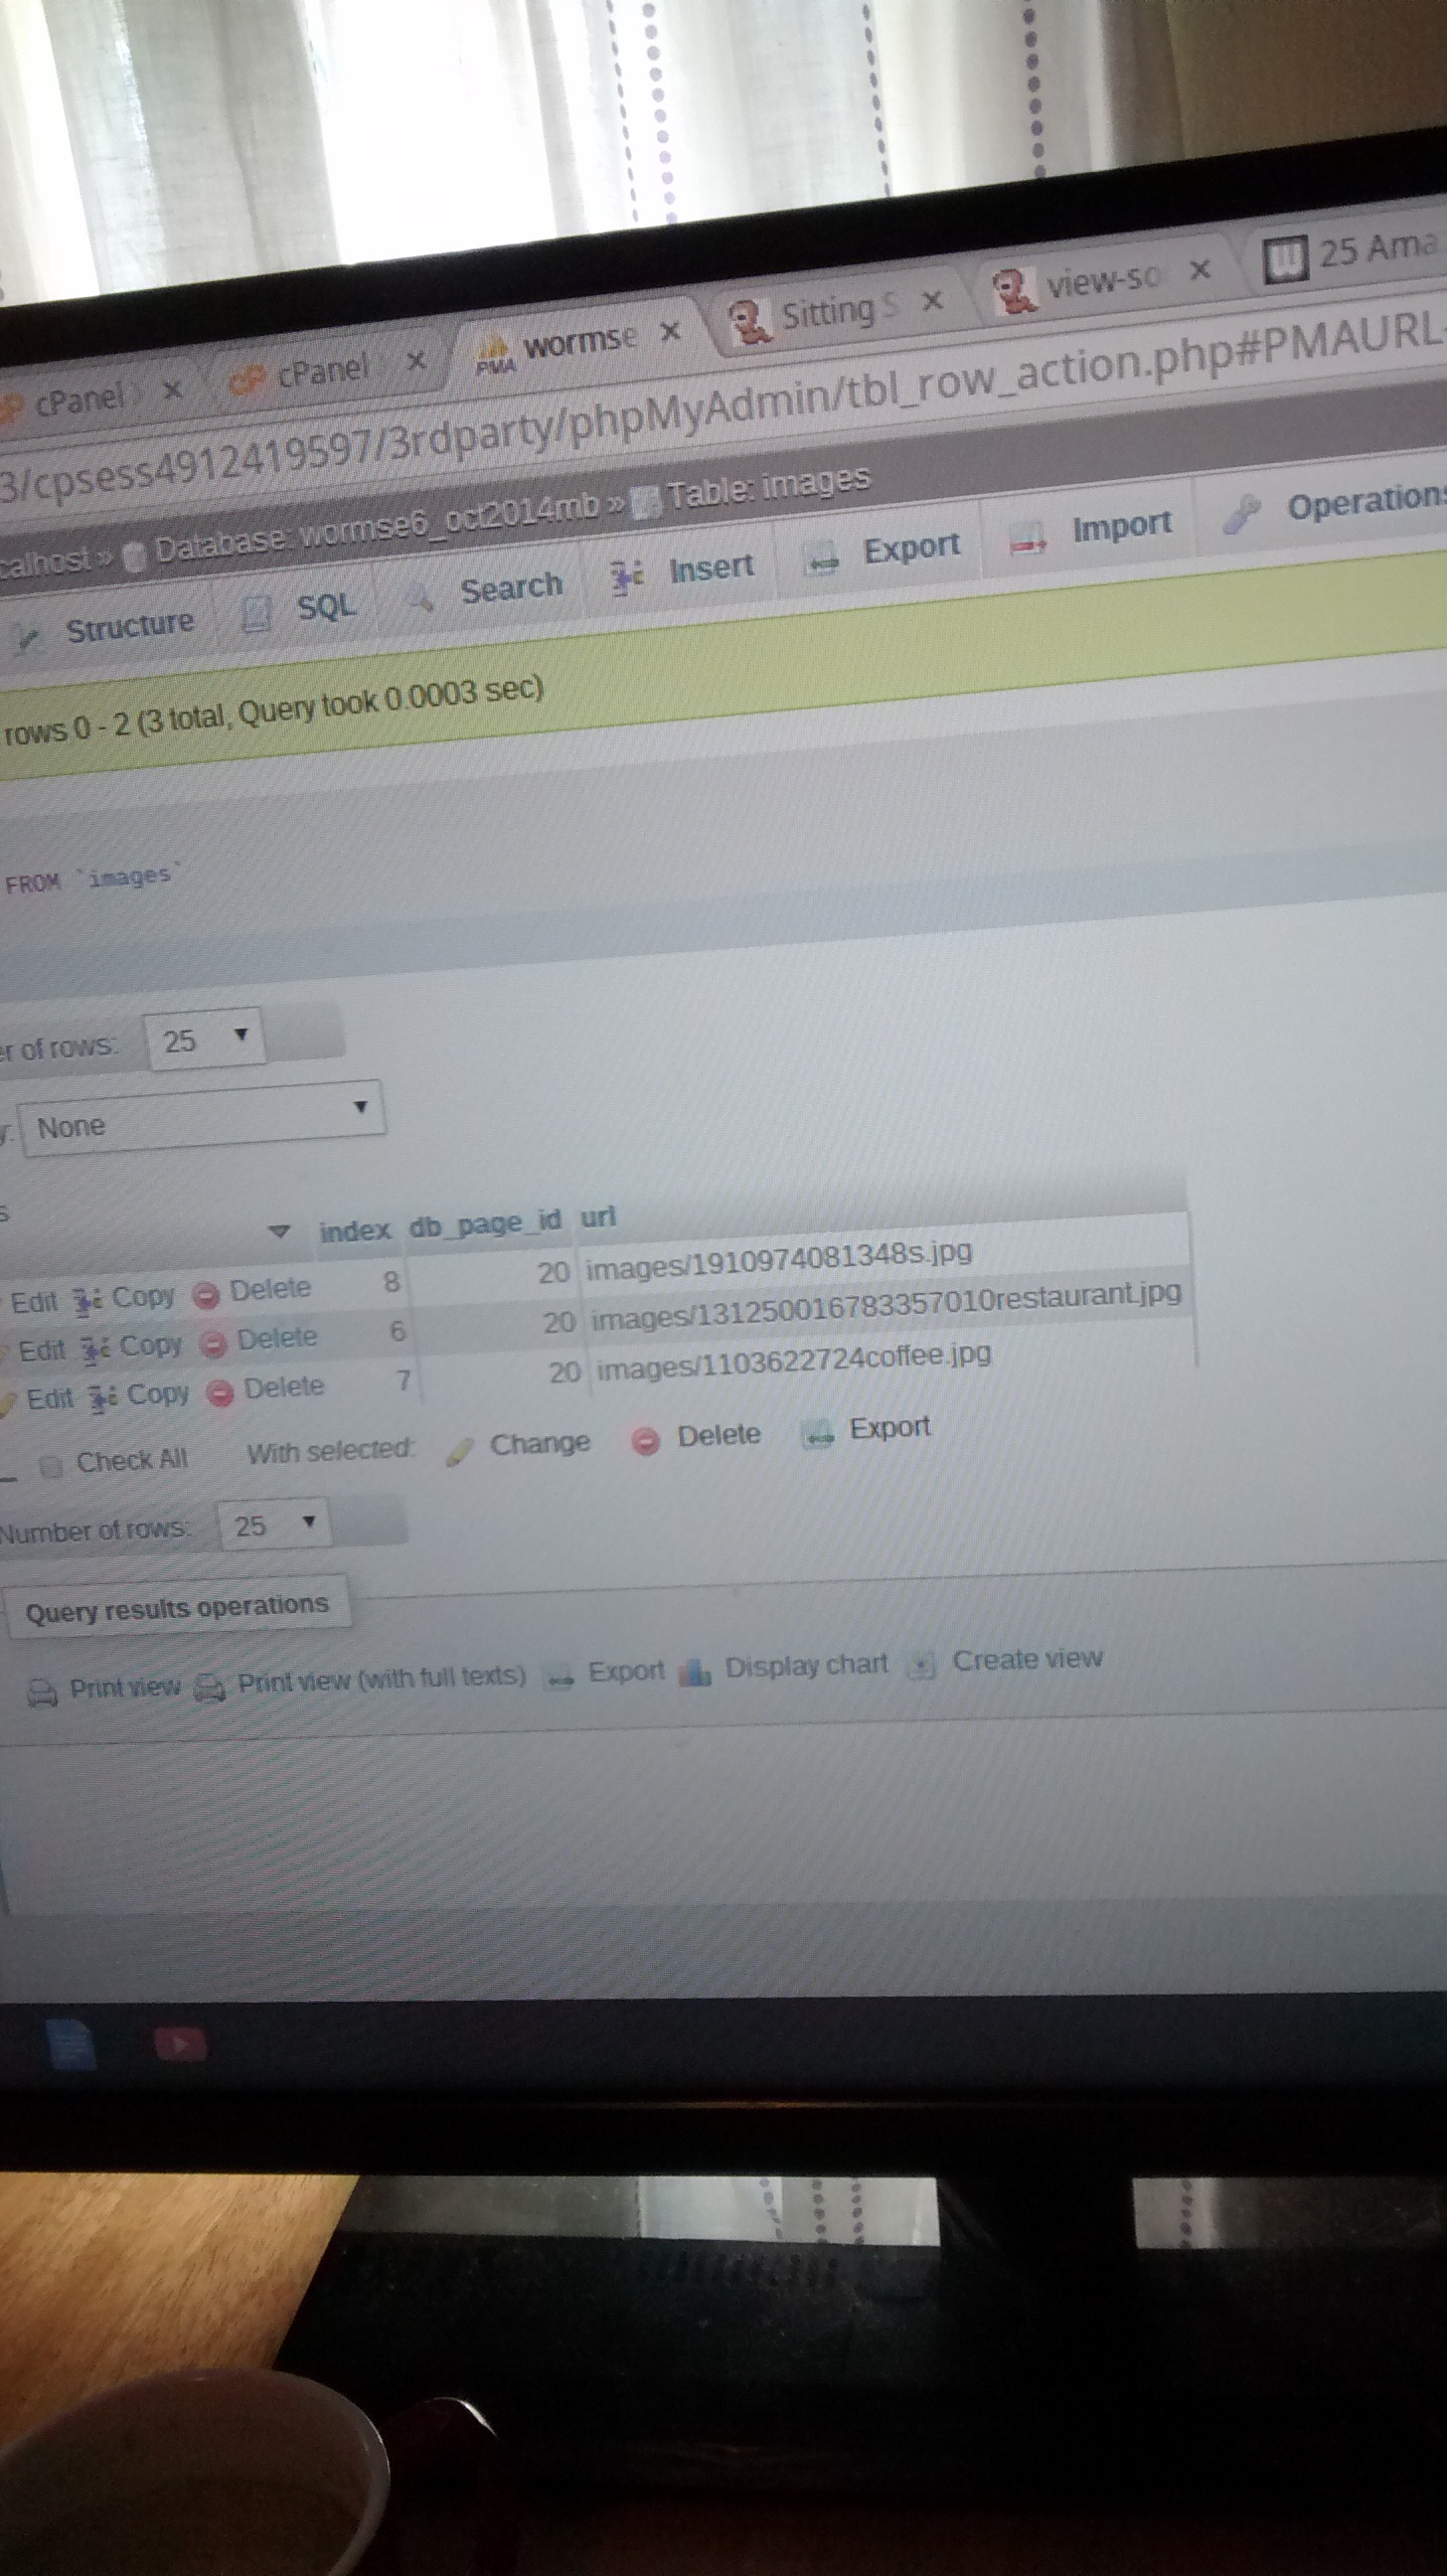 cPanel × cPanel × PMA wormse × Sitting S × view-so × 25 Ama
3/cpsess4912419597/3rdparty/phpMyAdmin/tbl_row_action.php#PMAURL-
calhost » Database: wormse6_oct2014mb » Table: images
Structure SQL Search Insert Export Import Operations
rows 0 - 2 (3 total, Query took 0.0003 sec)
FROM `images`
er of rows: 25
y: None
s
index db_page_id url
Edit Copy Delete 8 20 images/1910974081348s.jpg
Edit Copy Delete 6 20 images/131250016783357010restaurant.jpg
Edit Copy Delete 7 20 images/1103622724coffee.jpg
Check All With selected: Change Delete Export
Number of rows: 25
Query results operations
Print view Print view (with full texts) Export Display chart Create view